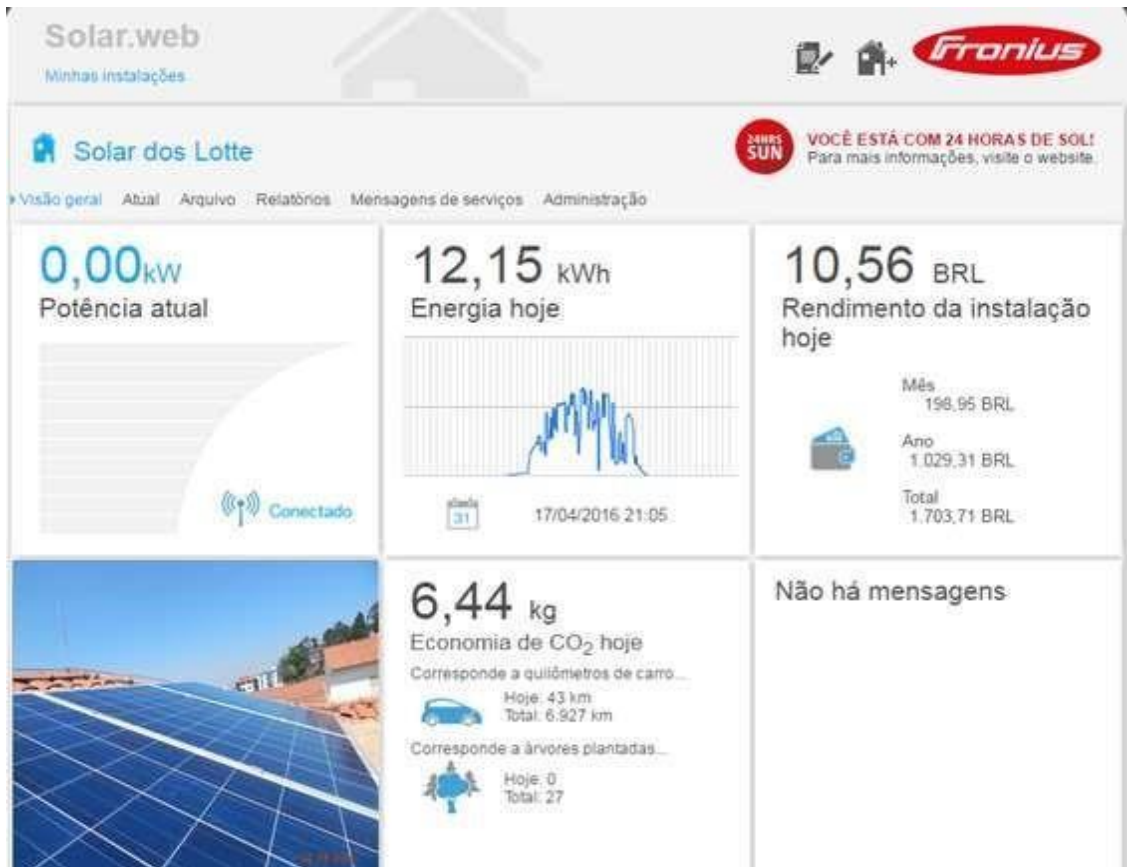 Solar.web
Minhas instalações
Fronius
Solar dos Lotte
24HRS
SUN
VOCÊ ESTÁ COM 24 HORAS DE SOL!
Para mais informações, visite o website.
Visão geral Atual Arquivo Relatórios Mensagens de serviços Administração
0,00 kW
Potência atual
Conectado
12,15 kWh
Energia hoje
31
17/04/2016 21:05
10,56 BRL
Rendimento da instalação
hoje
Mês
198,95 BRL
Ano
1.029,31 BRL
Total
1.703,71 BRL
6,44 kg
Economia de CO2 hoje
Corresponde a quilômetros de carro...
Hoje: 43 km
Total: 6.927 km
Corresponde a árvores plantadas...
Hoje: 0
Total: 27
Não há mensagens